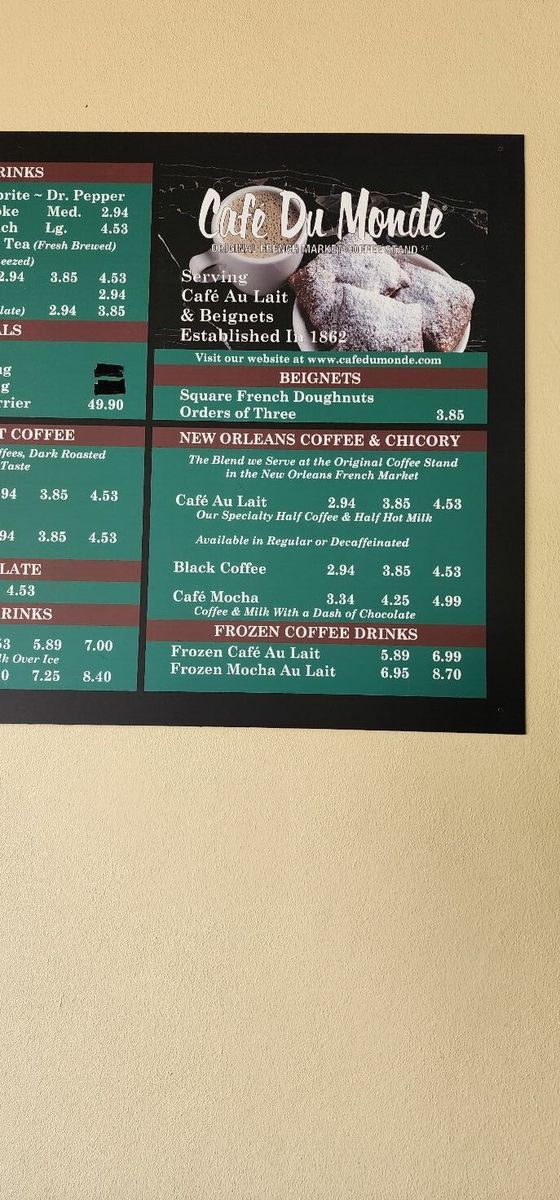 RINKS
prite ~ Dr. Pepper
oke Med. 2.94
nch Lg. 4.53
Tea (Fresh Brewed)
eezed)
2.94 3.85 4.53
2.94
late) 2.94 3.85
ALS
ng
g
rrier 49.90
T COFFEE
ffees, Dark Roasted
Taste
94 3.85 4.53
94 3.85 4.53
LATE
4.53
RINKS
53 5.89 7.00
lk Over Ice
0 7.25 8.40
Café Du Monde®
ORIGINAL FRENCH MARKET COFFEE STAND
Serving
Café Au Lait
& Beignets
Established In 1862
Visit our website at www.cafedumonde.com
BEIGNETS
Square French Doughnuts
Orders of Three 3.85
NEW ORLEANS COFFEE & CHICORY
The Blend we Serve at the Original Coffee Stand
in the New Orleans French Market
Café Au Lait 2.94 3.85 4.53
Our Specialty Half Coffee & Half Hot Milk
Available in Regular or Decaffeinated
Black Coffee 2.94 3.85 4.53
Café Mocha 3.34 4.25 4.99
Coffee & Milk With a Dash of Chocolate
FROZEN COFFEE DRINKS
Frozen Café Au Lait 5.89 6.99
Frozen Mocha Au Lait 6.95 8.70